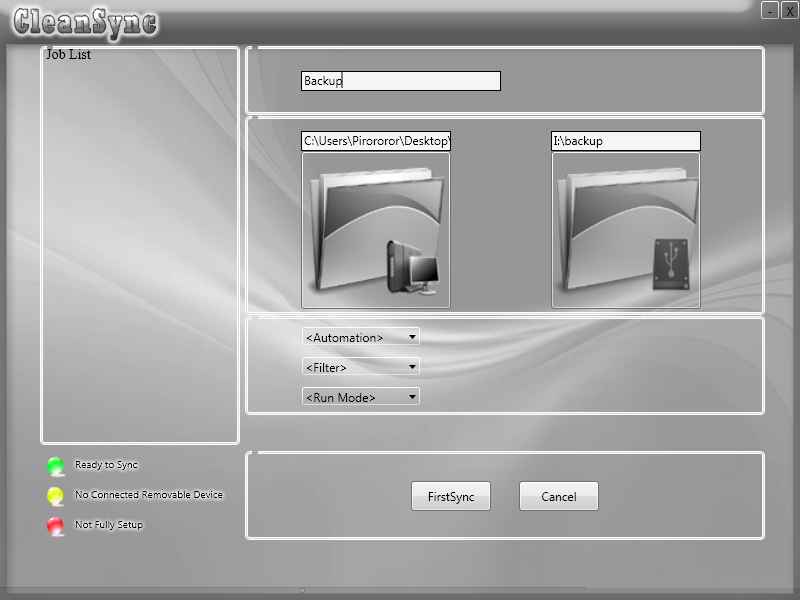 CleanSync
- X
Job List
Backup
C:\Users\Pirororor\Desktop\
I:\backup
<Automation>
<Filter>
<Run Mode>
Ready to Sync
No Connected Removable Device
Not Fully Setup
FirstSync Cancel